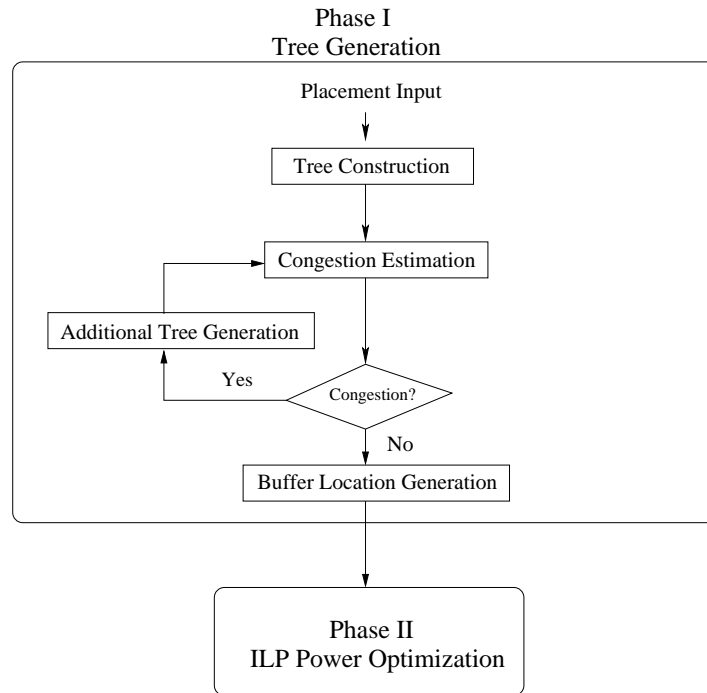 Phase I
Tree Generation
Placement Input
Tree Construction
Congestion Estimation
Additional Tree Generation
Yes
Congestion?
No
Buffer Location Generation
Phase II
ILP Power Optimization